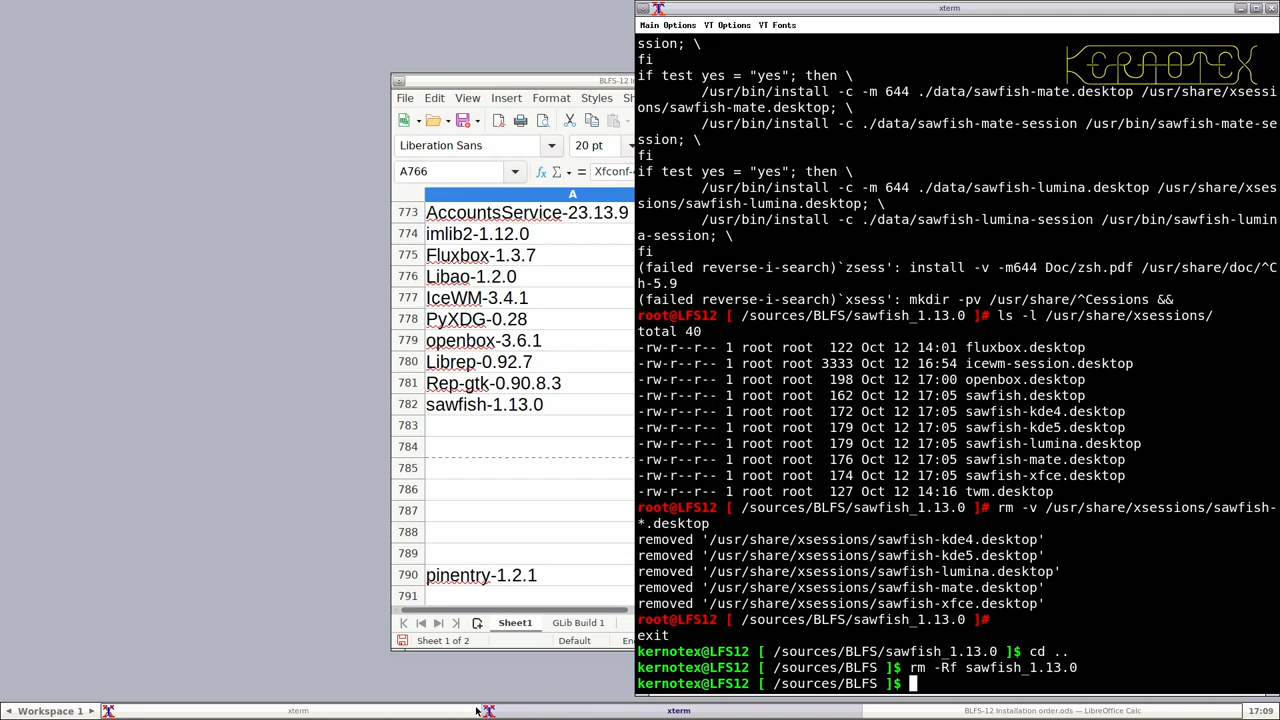 xterm
Main Options VT Options VT Fonts
KERNOTEX
ssion; \
fi
if test yes = "yes"; then \
/usr/bin/install -c -m 644 ./data/sawfish-mate.desktop /usr/share/xsessi
ons/sawfish-mate.desktop; \
/usr/bin/install -c ./data/sawfish-mate-session /usr/bin/sawfish-mate-se
ssion; \
fi
if test yes = "yes"; then \
/usr/bin/install -c -m 644 ./data/sawfish-lumina.desktop /usr/share/xses
sions/sawfish-lumina.desktop; \
/usr/bin/install -c ./data/sawfish-lumina-session /usr/bin/sawfish-lumin
a-session; \
fi
(failed reverse-i-search)`zsess': install -v -m644 Doc/zsh.pdf /usr/share/doc/^C
h-5.9
(failed reverse-i-search)`xsess': mkdir -pv /usr/share/^Cessions &&
root@LFS12 [ /sources/BLFS/sawfish_1.13.0 ]# ls -l /usr/share/xsessions/
total 40
-rw-r--r-- 1 root root  122 Oct 12 14:01 fluxbox.desktop
-rw-r--r-- 1 root root 3333 Oct 12 16:54 icewm-session.desktop
-rw-r--r-- 1 root root  198 Oct 12 17:00 openbox.desktop
-rw-r--r-- 1 root root  162 Oct 12 17:05 sawfish.desktop
-rw-r--r-- 1 root root  172 Oct 12 17:05 sawfish-kde4.desktop
-rw-r--r-- 1 root root  179 Oct 12 17:05 sawfish-kde5.desktop
-rw-r--r-- 1 root root  179 Oct 12 17:05 sawfish-lumina.desktop
-rw-r--r-- 1 root root  176 Oct 12 17:05 sawfish-mate.desktop
-rw-r--r-- 1 root root  174 Oct 12 17:05 sawfish-xfce.desktop
-rw-r--r-- 1 root root  127 Oct 12 14:16 twm.desktop
root@LFS12 [ /sources/BLFS/sawfish_1.13.0 ]# rm -v /usr/share/xsessions/sawfish-
*.desktop
removed '/usr/share/xsessions/sawfish-kde4.desktop'
removed '/usr/share/xsessions/sawfish-kde5.desktop'
removed '/usr/share/xsessions/sawfish-lumina.desktop'
removed '/usr/share/xsessions/sawfish-mate.desktop'
removed '/usr/share/xsessions/sawfish-xfce.desktop'
root@LFS12 [ /sources/BLFS/sawfish_1.13.0 ]#
exit
kernotex@LFS12 [ /sources/BLFS/sawfish_1.13.0 ]$ cd ..
kernotex@LFS12 [ /sources/BLFS ]$ rm -Rf sawfish_1.13.0
kernotex@LFS12 [ /sources/BLFS ]$
BLFS-12 In
File Edit View Insert Format Styles Sh
Liberation Sans 20 pt
A766 = Xfconf-
A
773 AccountsService-23.13.9
774 imlib2-1.12.0
775 Fluxbox-1.3.7
776 Libao-1.2.0
777 IceWM-3.4.1
778 PyXDG-0.28
779 openbox-3.6.1
780 Librep-0.92.7
781 Rep-gtk-0.90.8.3
782 sawfish-1.13.0
783
784
785
786
787
788
789
790 pinentry-1.2.1
791
Sheet1 GLib Build 1
Sheet 1 of 2 Default En
Workspace 1 xterm xterm BLFS-12 Installation order.ods — LibreOffice Calc 17:09